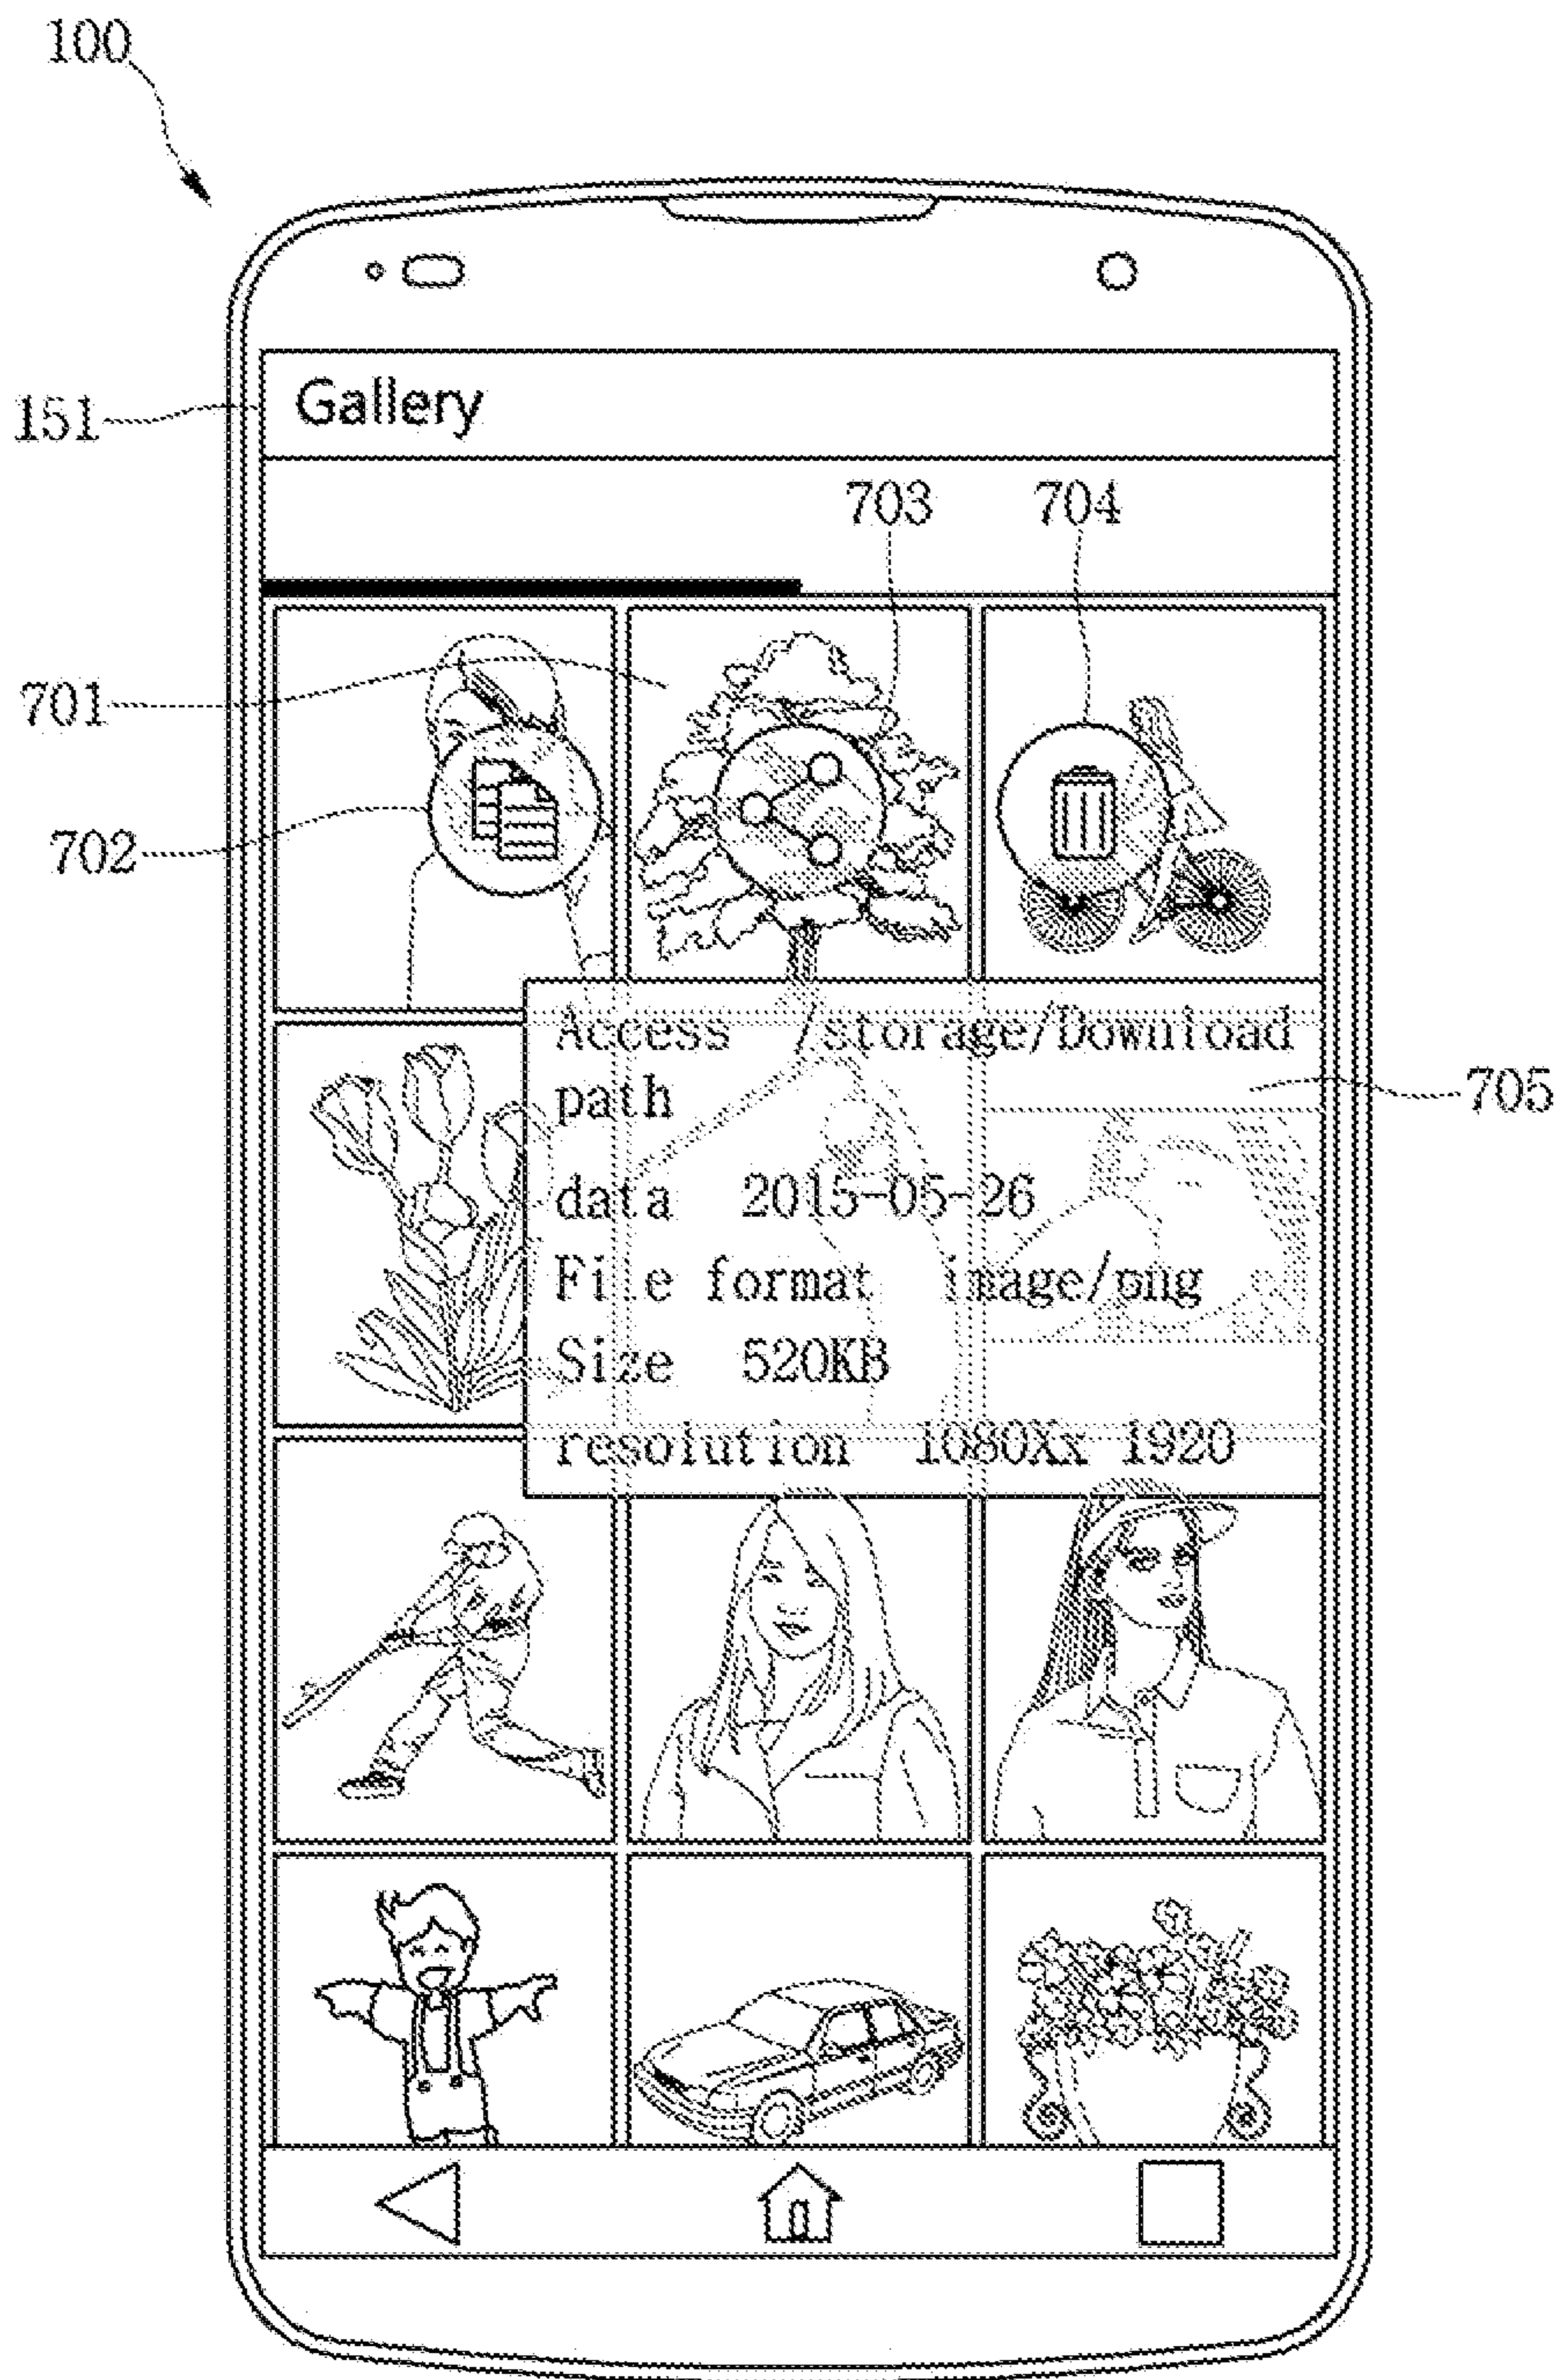 100
151
Gallery
703 704
701
702
Access /storage/Download
path
705
data 2015-05-26
File format image/png
Size 520KB
resolution 1080Xx 1920